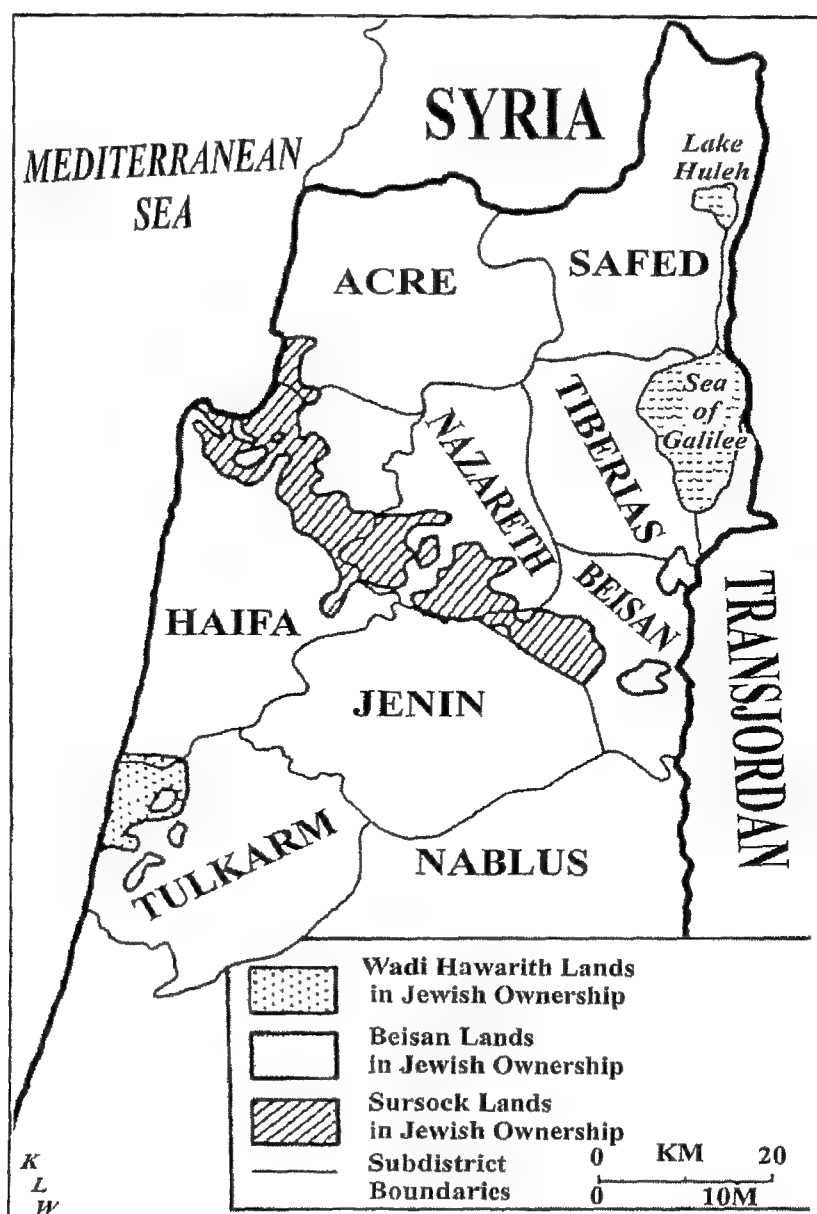 SYRIA
MEDITERRANEAN
SEA
Lake
Huleh
SAFED
ACRE
Sea
of
Galilee
TIBERIAS
NAZARETH
BEISAN
HAIFA
TRANSJORDAN
JENIN
TULKARM
NABLUS
Wadi Hawarith Lands
in Jewish Ownership
Beisan Lands
in Jewish Ownership
Sursock Lands
in Jewish Ownership
Subdistrict
Boundaries
0 KM 20
0 10M
K
L
W